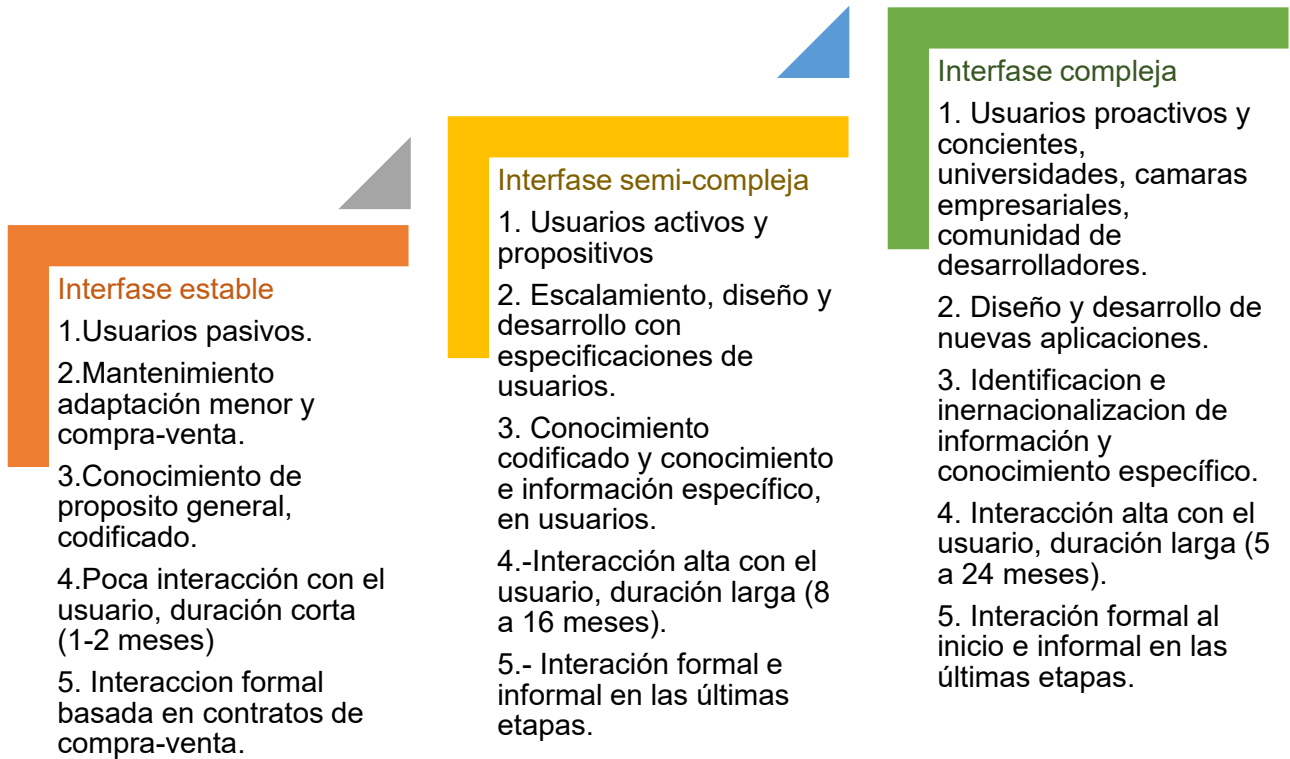 Interfase estable
1.Usuarios pasivos.
2.Mantenimiento
adaptación menor y
compra-venta.
3.Conocimiento de
proposito general,
codificado.
4.Poca interacción con el
usuario, duración corta
(1-2 meses)
5. Interaccion formal
basada en contratos de
compra-venta.
Interfase semi-compleja
1. Usuarios activos y
propositivos
2. Escalamiento, diseño y
desarrollo con
especificaciones de
usuarios.
3. Conocimiento
codificado y conocimiento
e información específico,
en usuarios.
4.-Interacción alta con el
usuario, duración larga (8
a 16 meses).
5.- Interación formal e
informal en las últimas
etapas.
Interfase compleja
1. Usuarios proactivos y
concientes,
universidades, camaras
empresariales,
comunidad de
desarrolladores.
2. Diseño y desarrollo de
nuevas aplicaciones.
3. Identificacion e
inernacionalizacion de
información y
conocimiento específico.
4. Interacción alta con el
usuario, duración larga (5
a 24 meses).
5. Interación formal al
inicio e informal en las
últimas etapas.